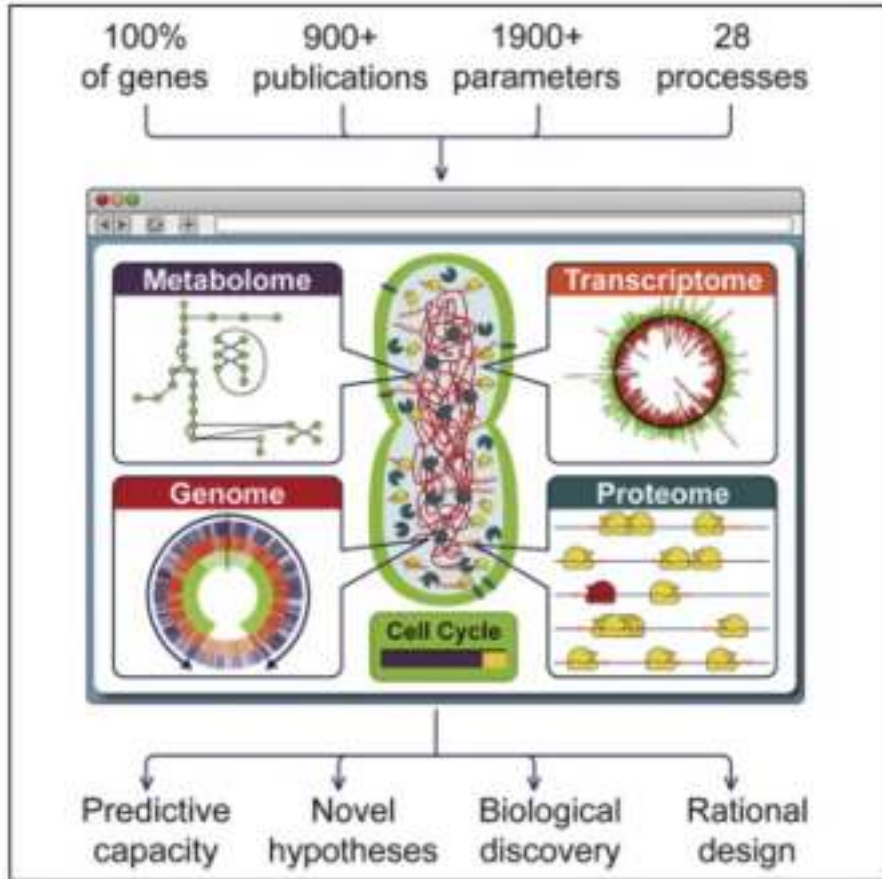 100% 900+ 1900+ 28
of genes publications parameters processes
Metabolome
Transcriptome
Genome
Proteome
Cell Cycle
Predictive Novel Biological Rational
capacity hypotheses discovery design